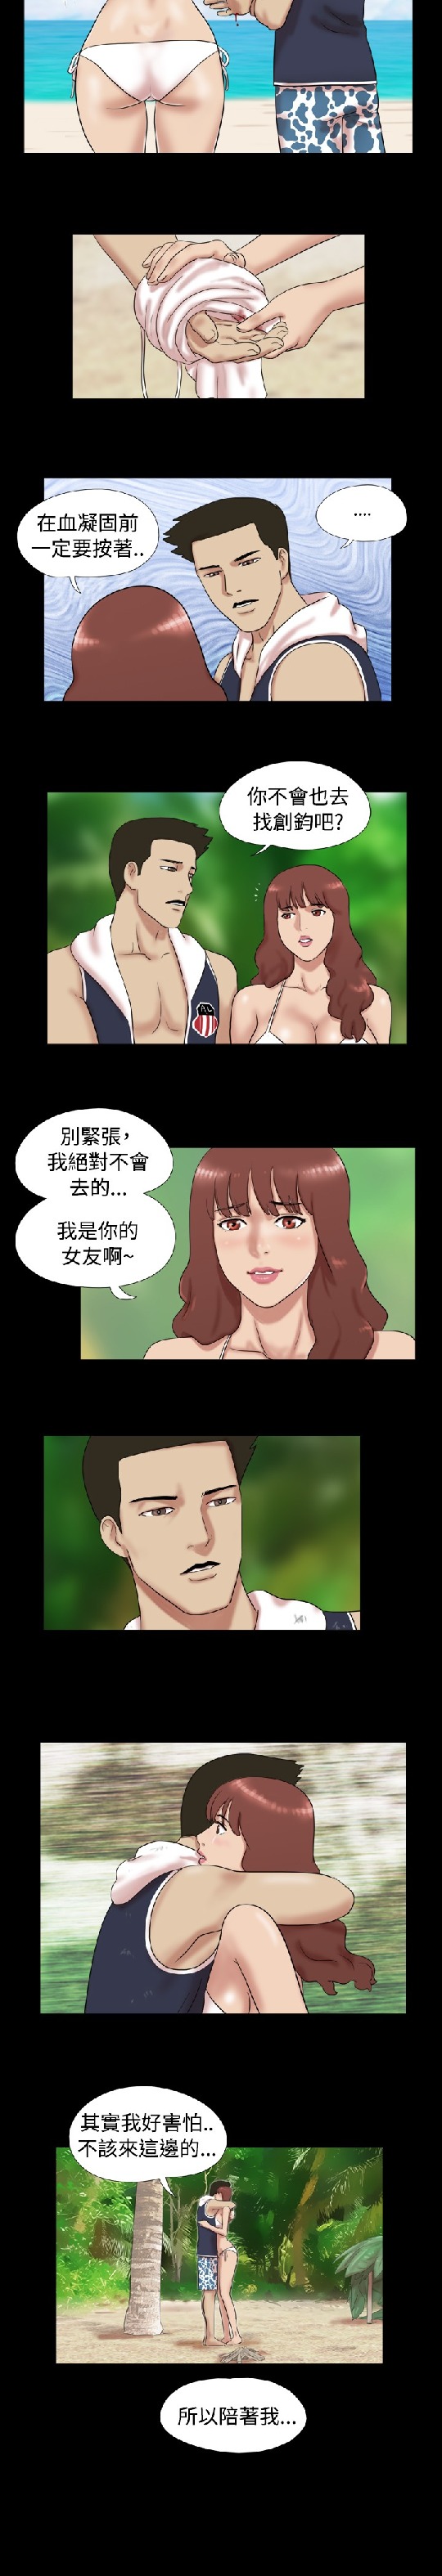 在血凝固前
一定要按著..
....
你不會也去
找創鈞吧?
AL
別緊張,
我絕對不會
去的...
我是你的
女友啊~
其實我好害怕..
不該來這邊的...
所以陪著我...